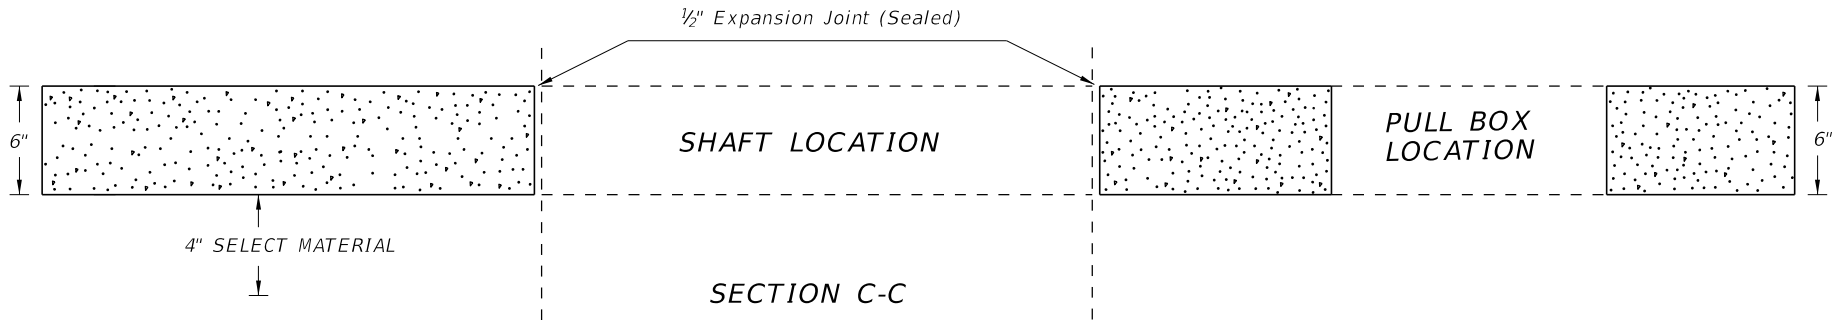 ½" Expansion Joint (Sealed)
6"
SHAFT LOCATION
PULL BOX
LOCATION
6"
4" SELECT MATERIAL
SECTION C-C